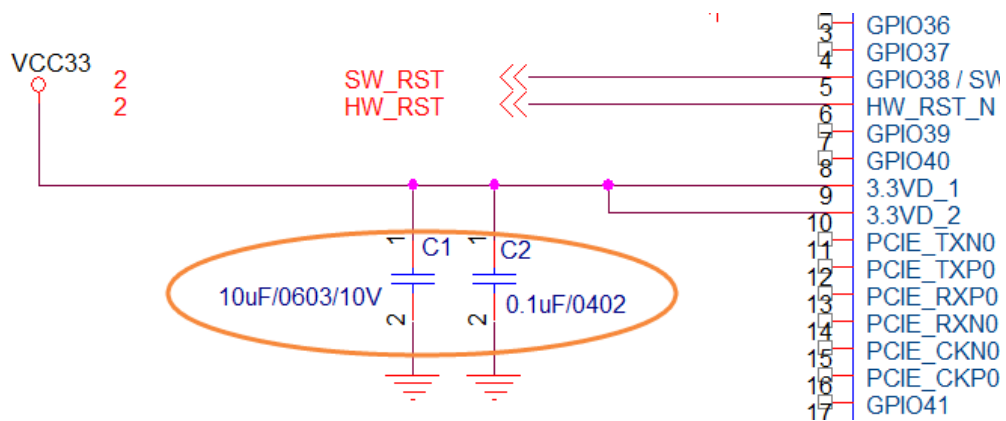 GPIO36
3
GPIO37
4
VCC33
2 SW_RST
GPIO38 / SW
5
2 HW_RST
HW_RST_N
6
GPIO39
7
GPIO40
8
3.3VD_1
9
3.3VD_2
10
1 C1
1 C2
PCIE_TXN0
11
PCIE_TXP0
12
10uF/0603/10V
0.1uF/0402
PCIE_RXP0
13
2
2
PCIE_RXN0
14
PCIE_CKN0
15
PCIE_CKP0
16
GPIO41
17